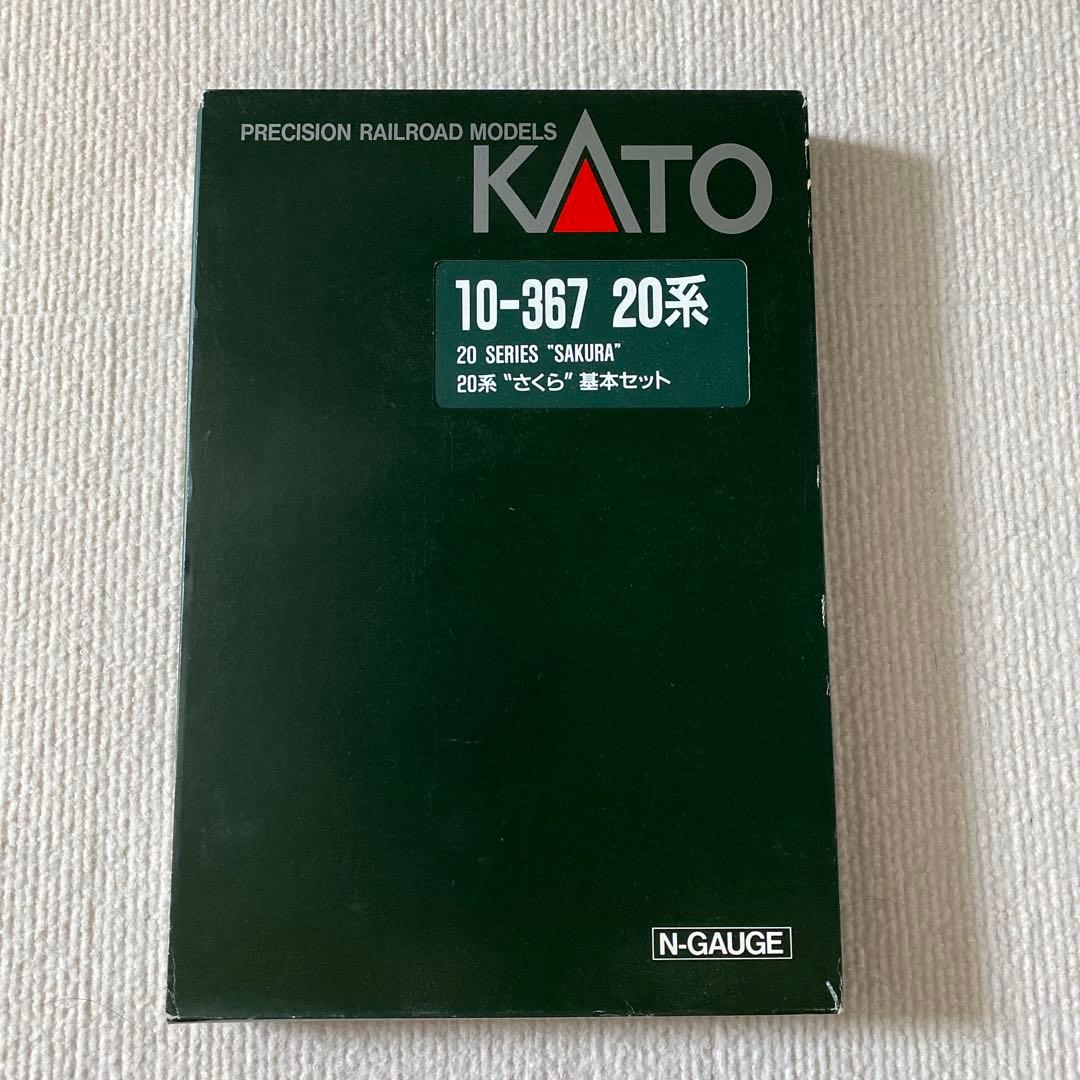 PRECISION RAILROAD MODELS
KATO
10-367 20系
20 SERIES "SAKURA"
20系 "さくら" 基本セット
N-GAUGE